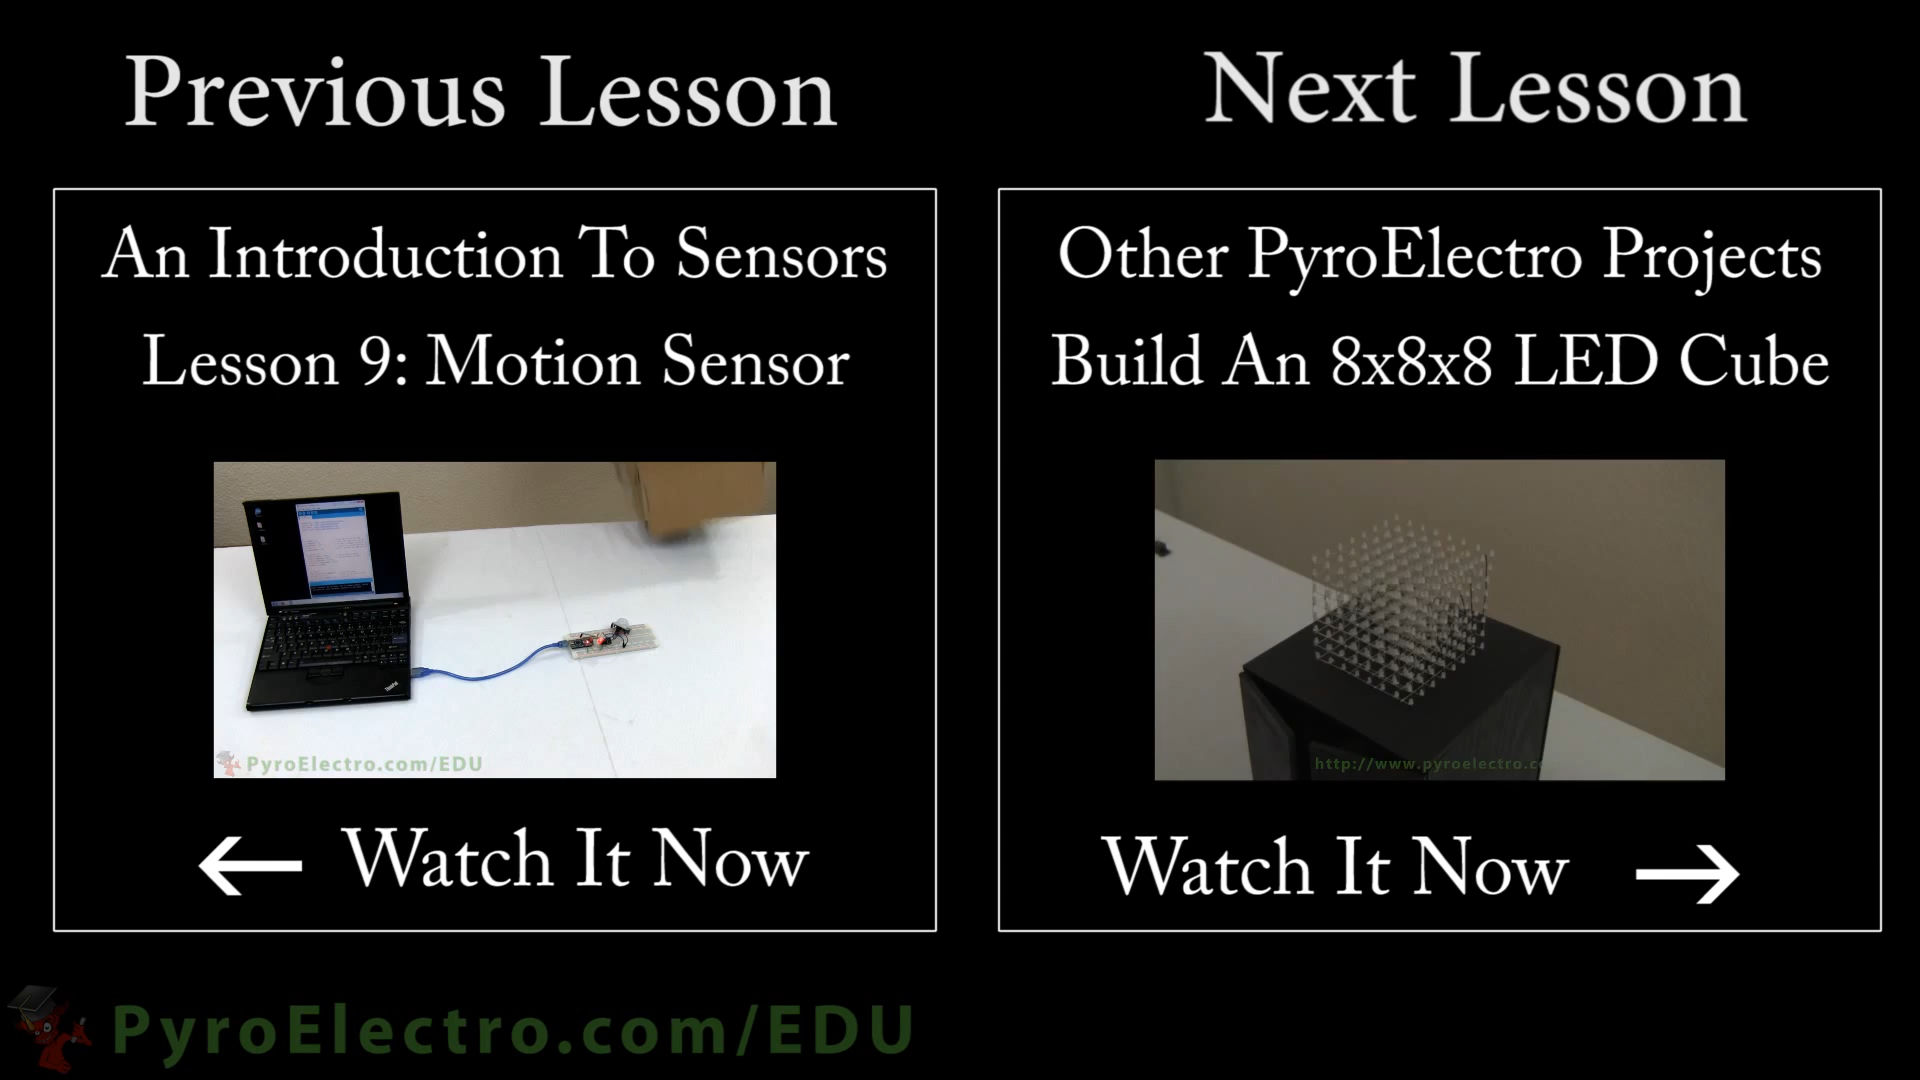 Previous Lesson
An Introduction To Sensors
Lesson 9: Motion Sensor
PyroElectro.com/EDU
← Watch It Now
Next Lesson
Other PyroElectro Projects
Build An 8x8x8 LED Cube
http://www.pyroelectro.c
Watch It Now →
PyroElectro.com/EDU